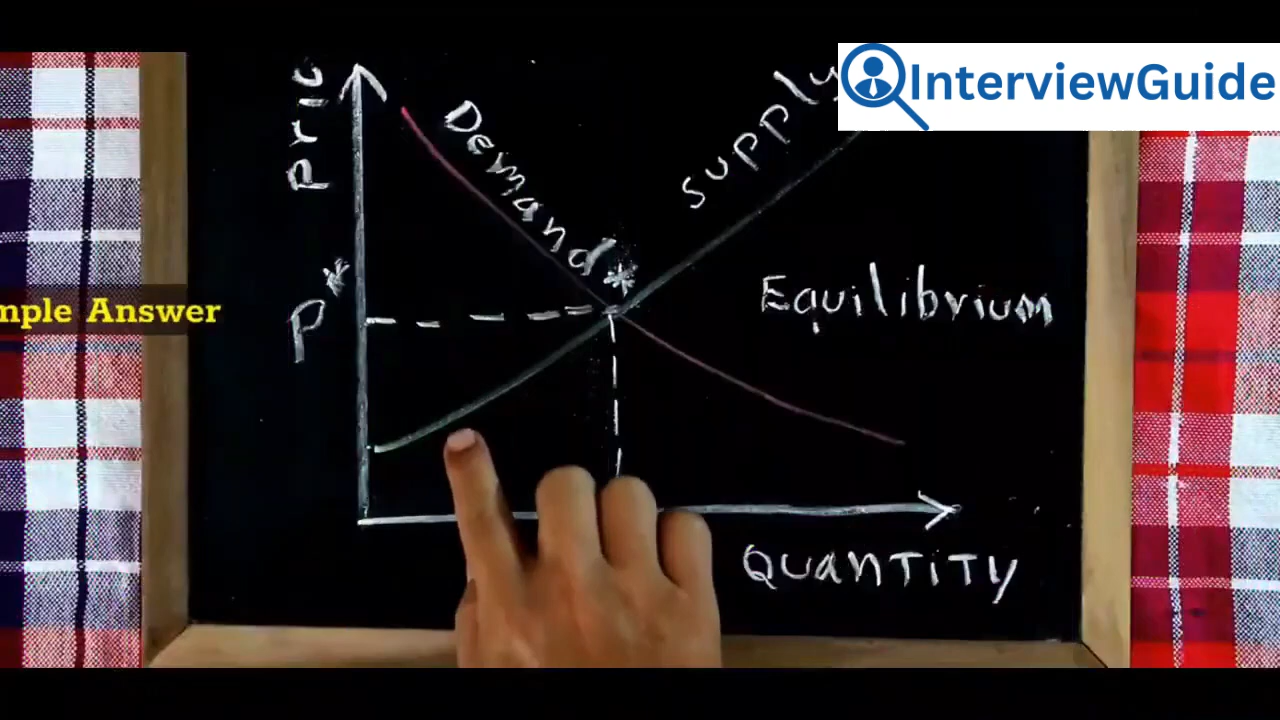 InterviewGuide
Pric
Demand
supply
*
P*
Equilibrium
mple Answer
QUANTITY